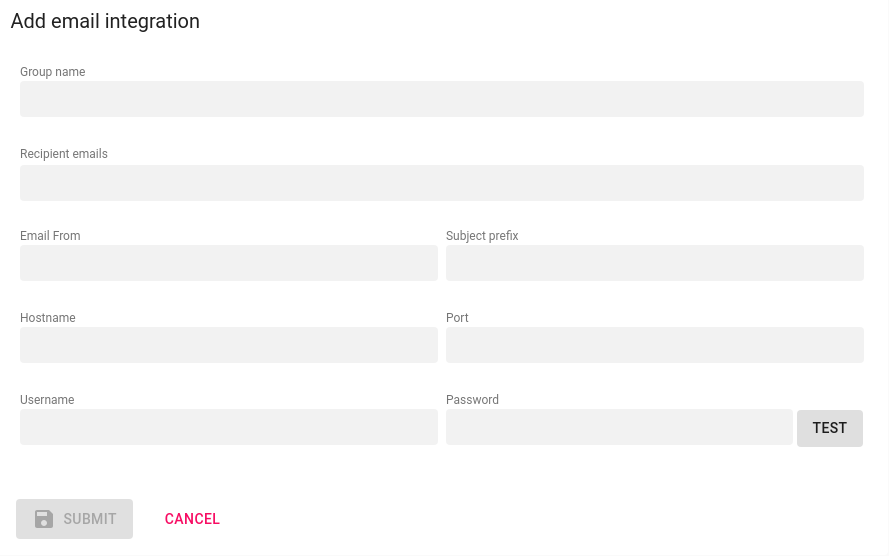 Add email integration
Group name
Recipient emails
Email From
Subject prefix
Hostname
Port
Username
Password
TEST
SUBMIT
CANCEL